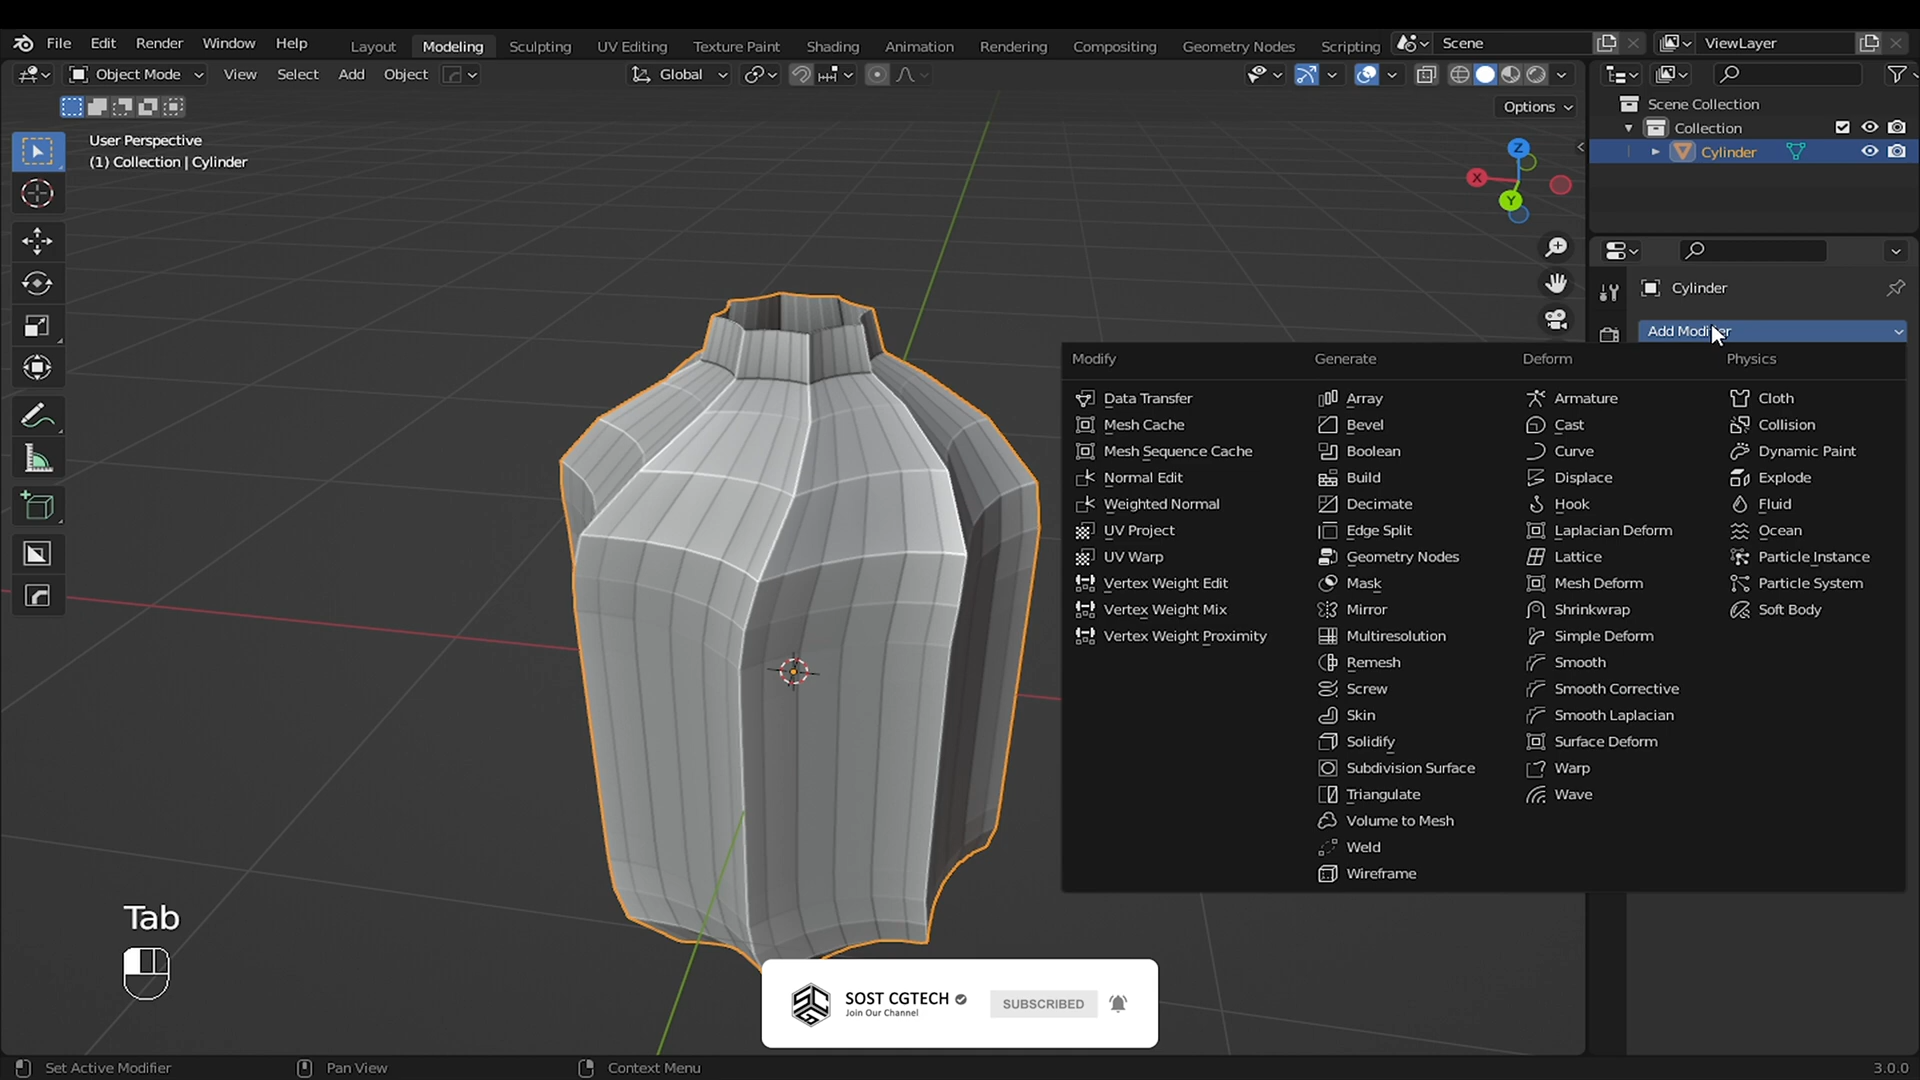 File Edit Render Window Help
Layout Modeling Sculpting UV Editing Texture Paint Shading Animation Rendering Compositing Geometry Nodes Scripting
Scene
ViewLayer
Object Mode View Select Add Object
Global
Options
User Perspective
(1) Collection | Cylinder
Z
X
Y
Scene Collection
Collection
Cylinder
Cylinder
Add Modifier
Modify
Data Transfer
Mesh Cache
Mesh Sequence Cache
Normal Edit
Weighted Normal
UV Project
UV Warp
Vertex Weight Edit
Vertex Weight Mix
Vertex Weight Proximity
Generate
Array
Bevel
Boolean
Build
Decimate
Edge Split
Geometry Nodes
Mask
Mirror
Multiresolution
Remesh
Screw
Skin
Solidify
Subdivision Surface
Triangulate
Volume to Mesh
Weld
Wireframe
Deform
Armature
Cast
Curve
Displace
Hook
Laplacian Deform
Lattice
Mesh Deform
Shrinkwrap
Simple Deform
Smooth
Smooth Corrective
Smooth Laplacian
Surface Deform
Warp
Wave
Physics
Cloth
Collision
Dynamic Paint
Explode
Fluid
Ocean
Particle Instance
Particle System
Soft Body
Tab
SOST CGTECH
Join Our Channel
SUBSCRIBED
Set Active Modifier
Pan View
Context Menu
3.0.0